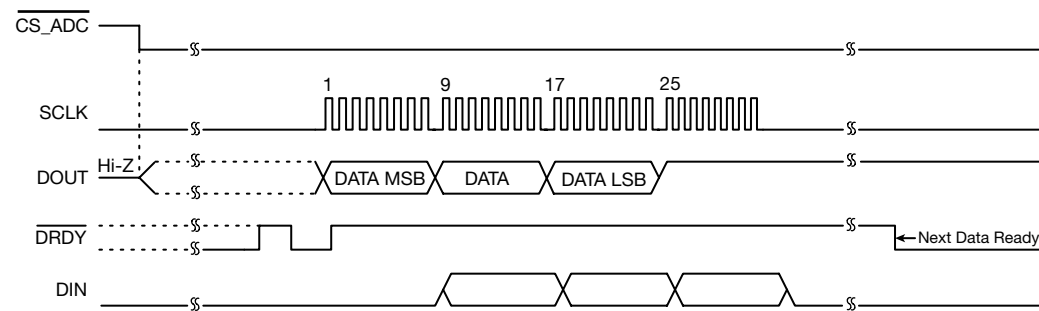 CS_ADC
1 9 17 25
SCLK
Hi-Z
DOUT DATA MSB DATA DATA LSB
DRDY Next Data Ready
DIN